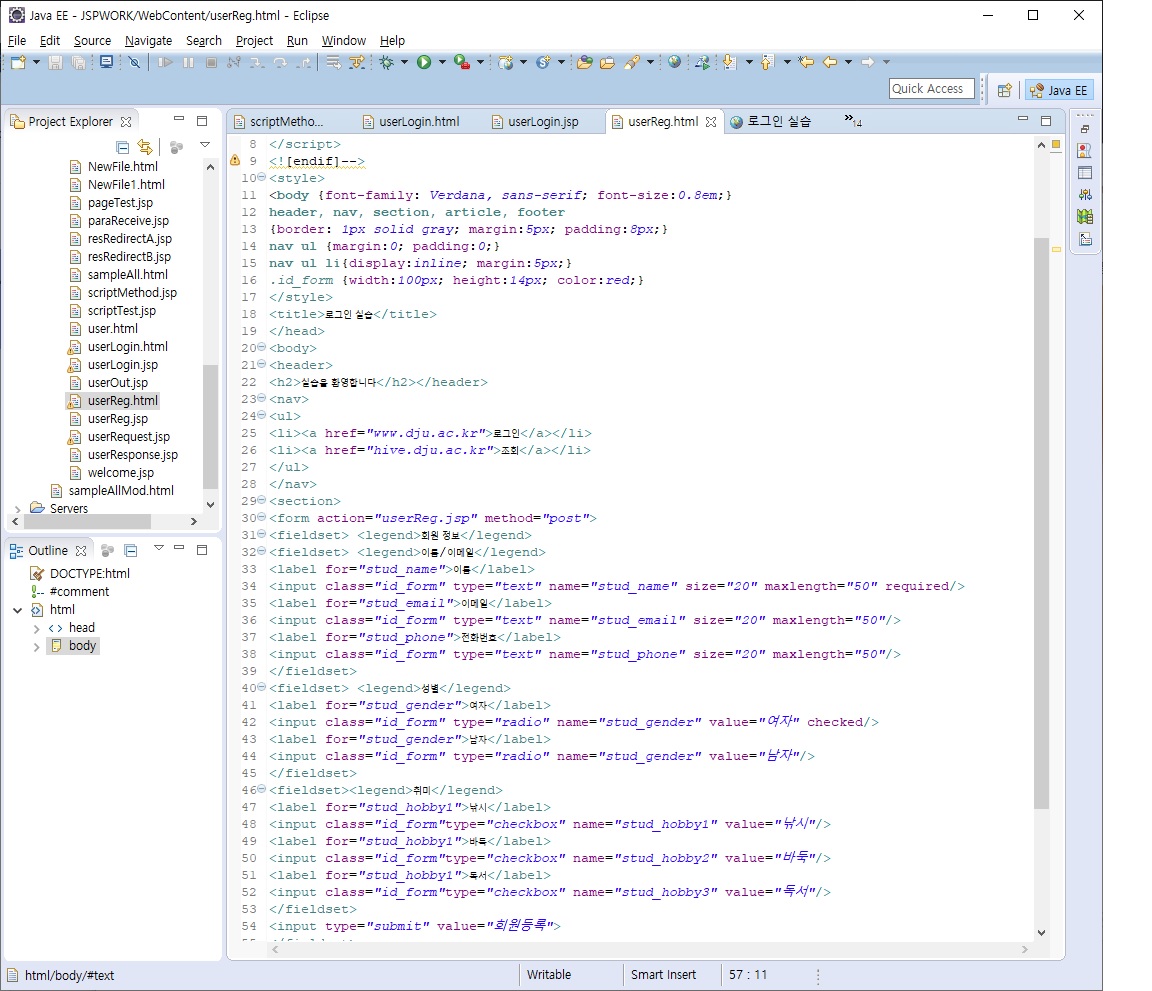 Java EE - JSPWORK/WebContent/userReg.html - Eclipse
File Edit Source Navigate Search Project Run Window Help
Quick Access
Java EE
Project Explorer
NewFile.html
NewFile1.html
pageTest.jsp
paraReceive.jsp
resRedirectA.jsp
resRedirectB.jsp
sampleAll.html
scriptMethod.jsp
scriptTest.jsp
user.html
userLogin.html
userLogin.jsp
userOut.jsp
userReg.html
userReg.jsp
userRequest.jsp
userResponse.jsp
welcome.jsp
sampleAllMod.html
Servers
Outline
DOCTYPE:html
#comment
html
head
body
scriptMetho... userLogin.html userLogin.jsp userReg.html 로그인 실습 »14
8 </script>
9 <![endif]-->
10 <style>
11 <body {font-family: Verdana, sans-serif; font-size:0.8em;}
12 header, nav, section, article, footer
13 {border: 1px solid gray; margin:5px; padding:8px;}
14 nav ul {margin:0; padding:0;}
15 nav ul li{display:inline; margin:5px;}
16 .id_form {width:100px; height:14px; color:red;}
17 </style>
18 <title>로그인 실습</title>
19 </head>
20 <body>
21 <header>
22 <h2>실습을 환영합니다</h2></header>
23 <nav>
24 <ul>
25 <li><a href="www.dju.ac.kr">로그인</a></li>
26 <li><a href="hive.dju.ac.kr">조회</a></li>
27 </ul>
28 </nav>
29 <section>
30 <form action="userReg.jsp" method="post">
31 <fieldset> <legend>회원 정보</legend>
32 <fieldset> <legend>이름/이메일</legend>
33 <label for="stud_name">이름</label>
34 <input class="id_form" type="text" name="stud_name" size="20" maxlength="50" required/>
35 <label for="stud_email">이메일</label>
36 <input class="id_form" type="text" name="stud_email" size="20" maxlength="50"/>
37 <label for="stud_phone">전화번호</label>
38 <input class="id_form" type="text" name="stud_phone" size="20" maxlength="50"/>
39 </fieldset>
40 <fieldset> <legend>성별</legend>
41 <label for="stud_gender">여자</label>
42 <input class="id_form" type="radio" name="stud_gender" value="여자" checked/>
43 <label for="stud_gender">남자</label>
44 <input class="id_form" type="radio" name="stud_gender" value="남자"/>
45 </fieldset>
46 <fieldset><legend>취미</legend>
47 <label for="stud_hobby1">낚시</label>
48 <input class="id_form"type="checkbox" name="stud_hobby1" value="낚시"/>
49 <label for="stud_hobby1">바둑</label>
50 <input class="id_form"type="checkbox" name="stud_hobby2" value="바둑"/>
51 <label for="stud_hobby1">독서</label>
52 <input class="id_form"type="checkbox" name="stud_hobby3" value="독서"/>
53 </fieldset>
54 <input type="submit" value="회원등록">
html/body/#text
Writable
Smart Insert
57 : 11